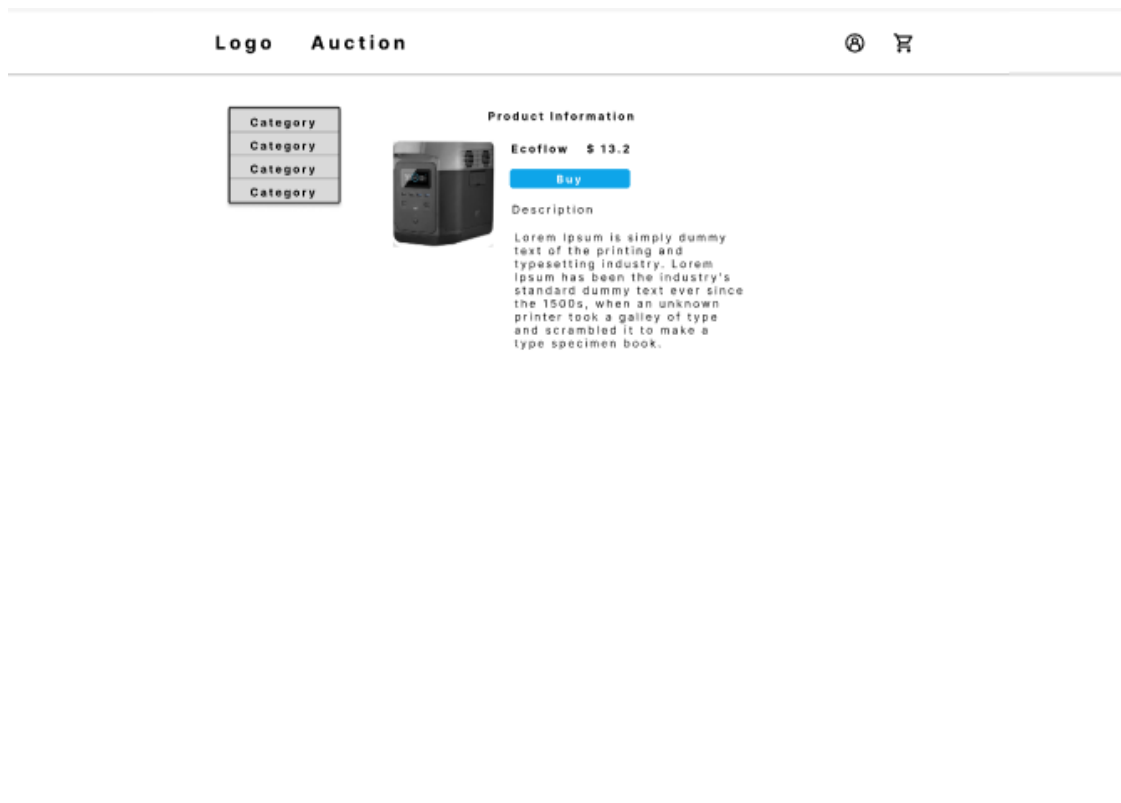 Logo Auction
Category
Category
Category
Category
Product Information
Ecoflow $ 13.2
Buy
Description
Lorem Ipsum is simply dummy
text of the printing and
typesetting industry. Lorem
Ipsum has been the industry's
standard dummy text ever since
the 1500s, when an unknown
printer took a galley of type
and scrambled it to make a
type specimen book.